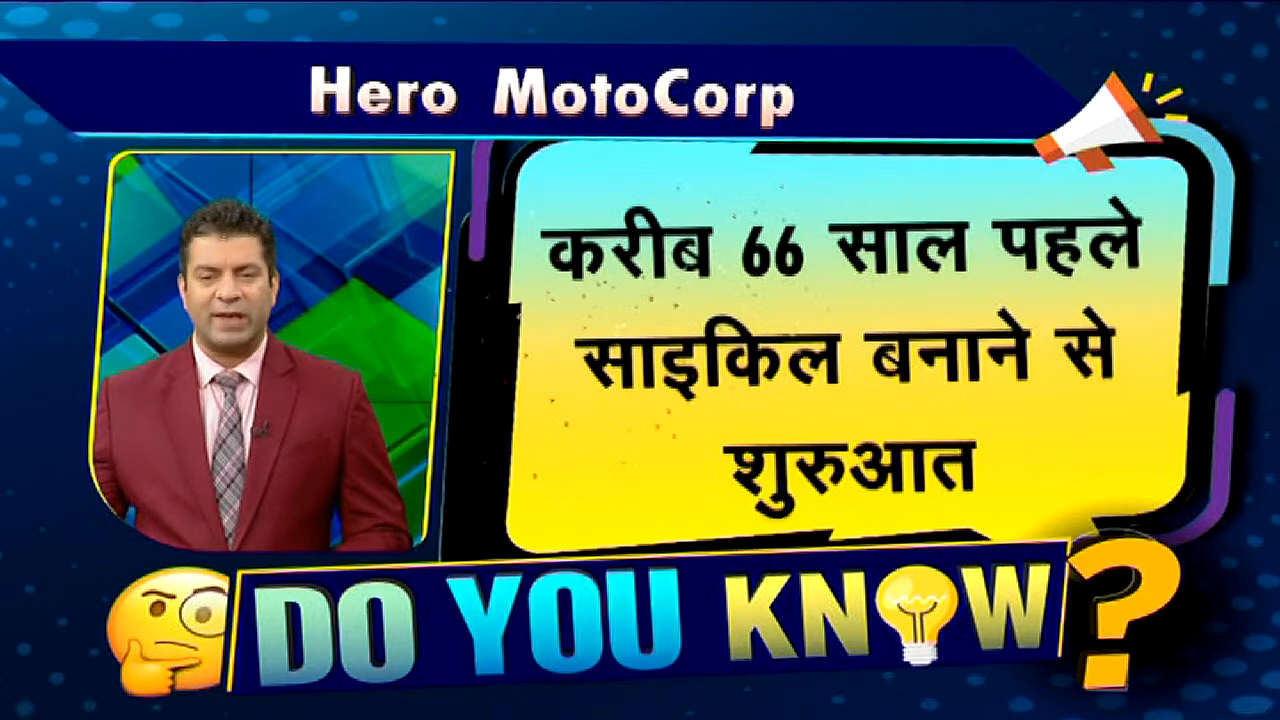 Hero MotoCorp
करीब 66 साल पहले
साइकिल बनाने से
शुरुआत
DO YOU KNOW?